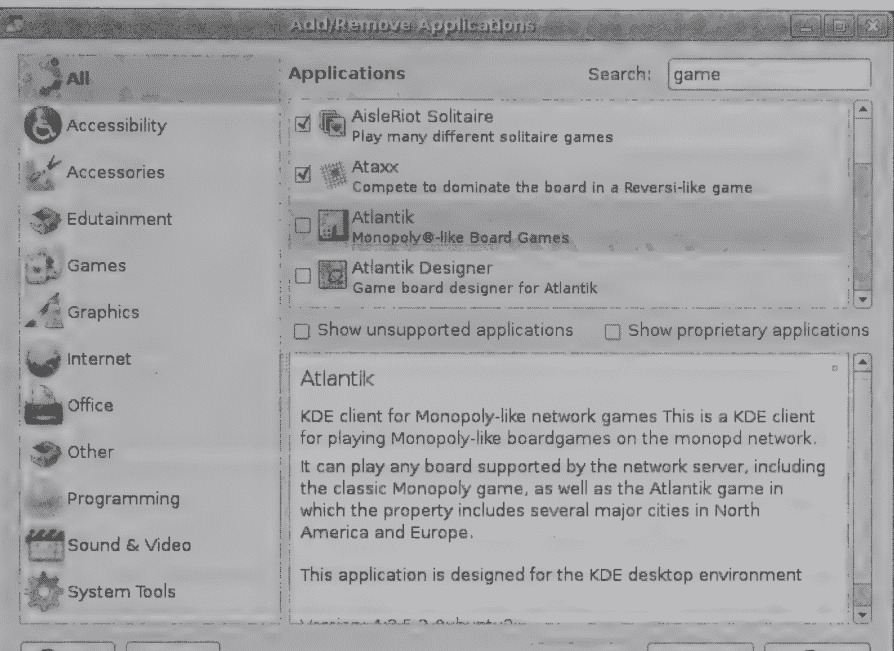 Add/Remove Applications
All
Accessibility
Accessories
Edutainment
Games
Graphics
Internet
Office
Other
Programming
Sound & Video
System Tools
Applications
Search: game
AisleRiot Solitaire
Play many different solitaire games
Ataxx
Compete to dominate the board in a Reversi-like game
Atlantik
Monopoly®-like Board Games
Atlantik Designer
Game board designer for Atlantik
Show unsupported applications
Show proprietary applications
Atlantik
KDE client for Monopoly-like network games This is a KDE client
for playing Monopoly-like boardgames on the monopd network.
It can play any board supported by the network server, including
the classic Monopoly game, as well as the Atlantik game in
which the property includes several major cities in North
America and Europe.
This application is designed for the KDE desktop environment